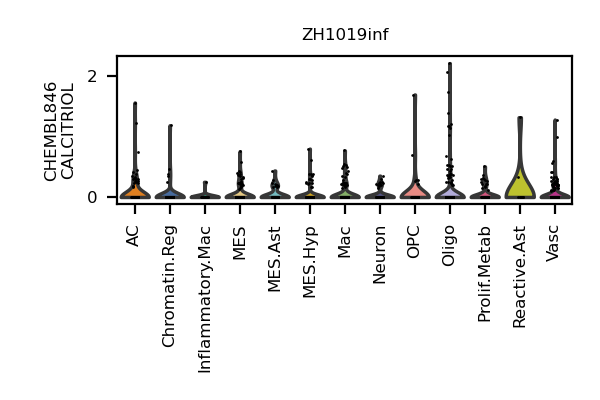 ZH1019inf
CHEMBL846
CALCITRIOL
2
0
AC
Chromatin.Reg
Inflammatory.Mac
MES
MES.Ast
MES.Hyp
Mac
Neuron
OPC
Oligo
Prolif.Metab
Reactive.Ast
Vasc